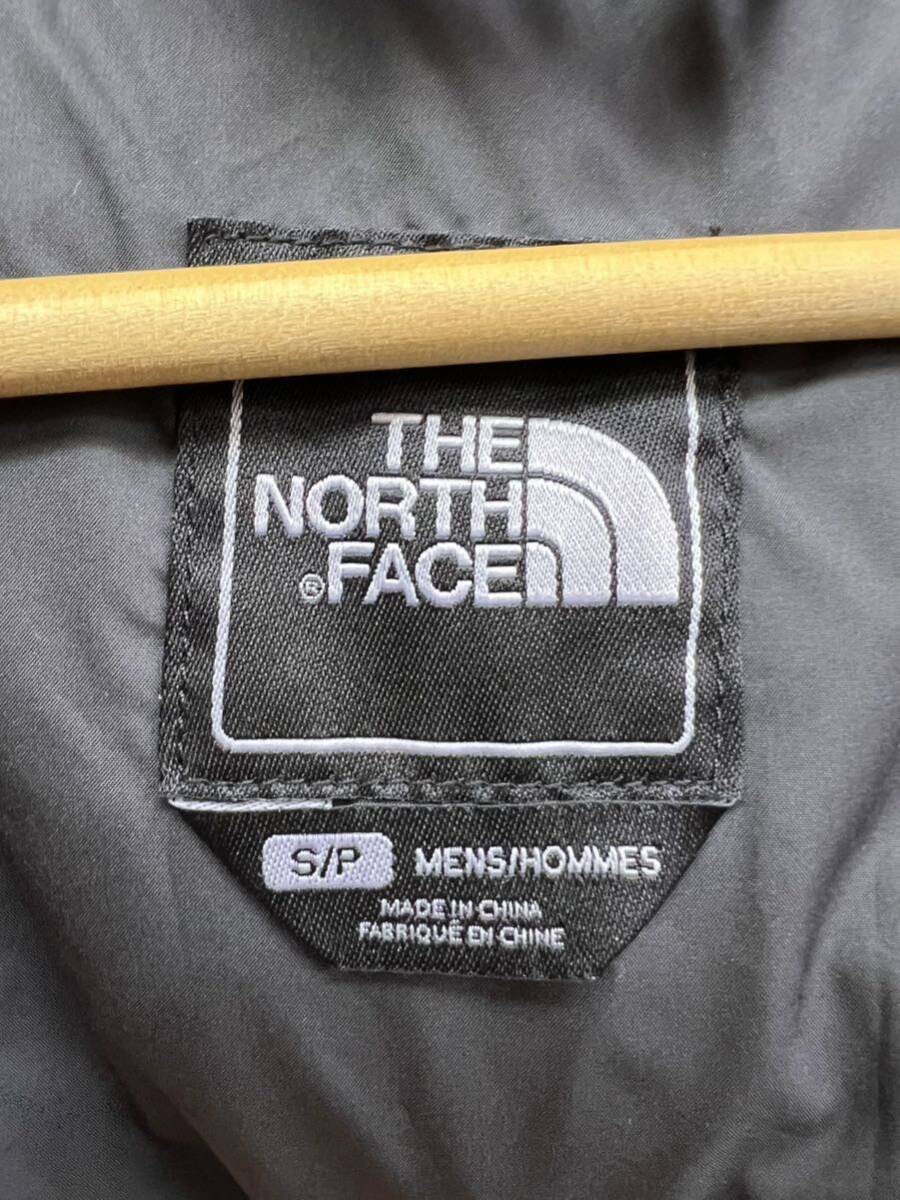 THE
NORTH
® FACE
S/P MENS/HOMMES
MADE IN CHINA
FABRIQUÉ EN CHINE